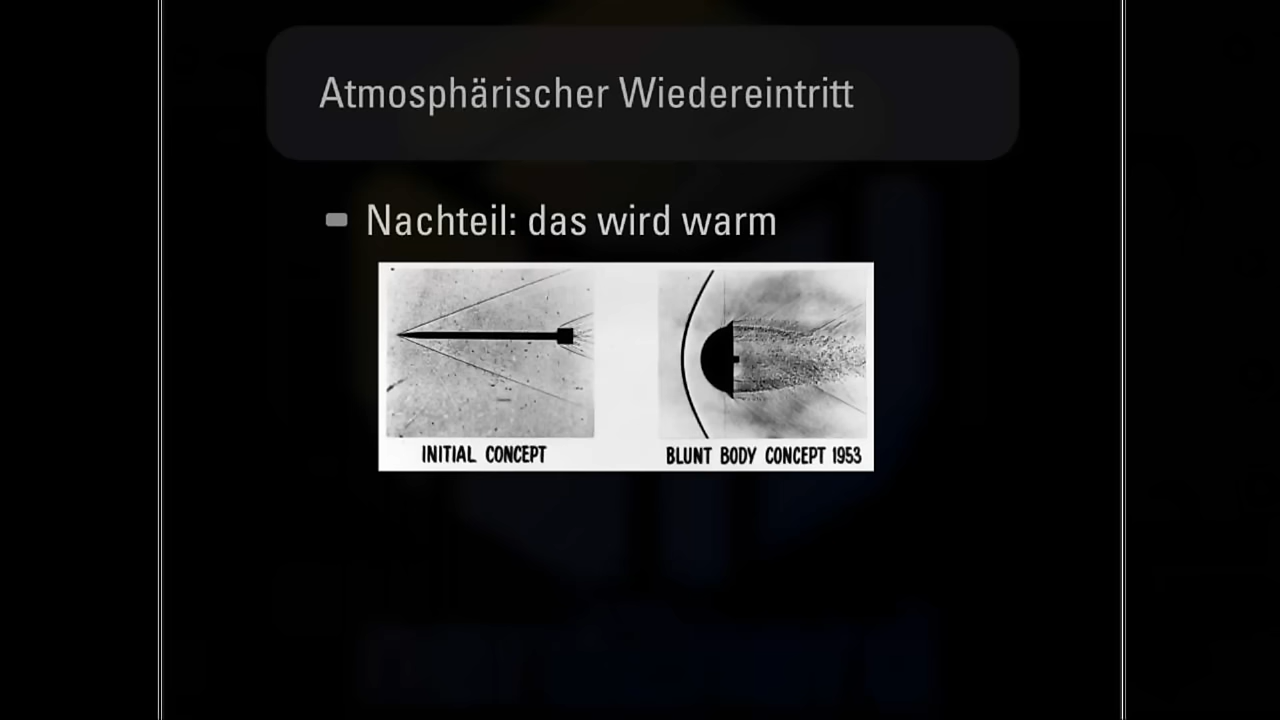 Atmosphärischer Wiedereintritt
Nachteil: das wird warm
INITIAL CONCEPT
BLUNT BODY CONCEPT 1953